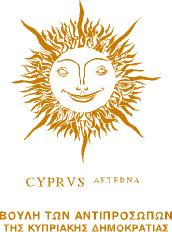 CYPRVS AETERNA
ΒΟΥΛΗ ΤΩΝ ΑΝΤΙΠΡΟΣΩΠΩΝ
ΤΗΣ ΚΥΠΡΙΑΚΗΣ ΔΗΜΟΚΡΑΤΙΑΣ